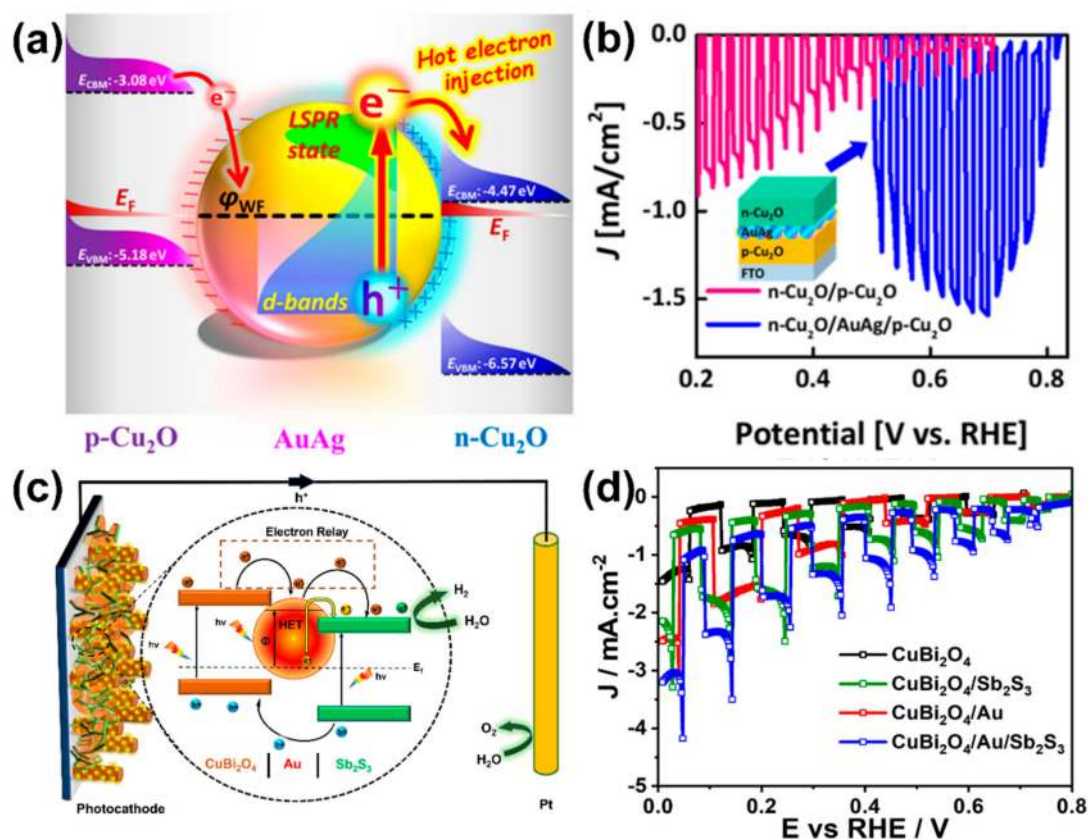 (a)
E_CBM: -3.08 eV
e⁻
E_F
E_VBM: -5.18 eV
LSPR
state
e⁻
Hot electron
injection
φ_WF
d-bands
h⁺
E_CBM: -4.47 eV
E_F
E_VBM: -6.57 eV
p-Cu₂O
AuAg
n-Cu₂O
(b)
J [mA/cm²]
0.0
-0.5
-1.0
-1.5
n-Cu₂O
AuAg
p-Cu₂O
FTO
n-Cu₂O/p-Cu₂O
n-Cu₂O/AuAg/p-Cu₂O
0.2
0.4
0.6
0.8
Potential [V vs. RHE]
(c)
h⁺
Electron Relay
HET
Φ
hv
hv
hv
E_f
H₂
H₂O
CuBi₂O₄ | Au | Sb₂S₃
O₂
H₂O
Photocathode
Pt
(d)
J / mA.cm⁻²
0
-1
-2
-3
-4
-5
CuBi₂O₄
CuBi₂O₄/Sb₂S₃
CuBi₂O₄/Au
CuBi₂O₄/Au/Sb₂S₃
0.0
0.2
0.4
0.6
0.8
E vs RHE / V